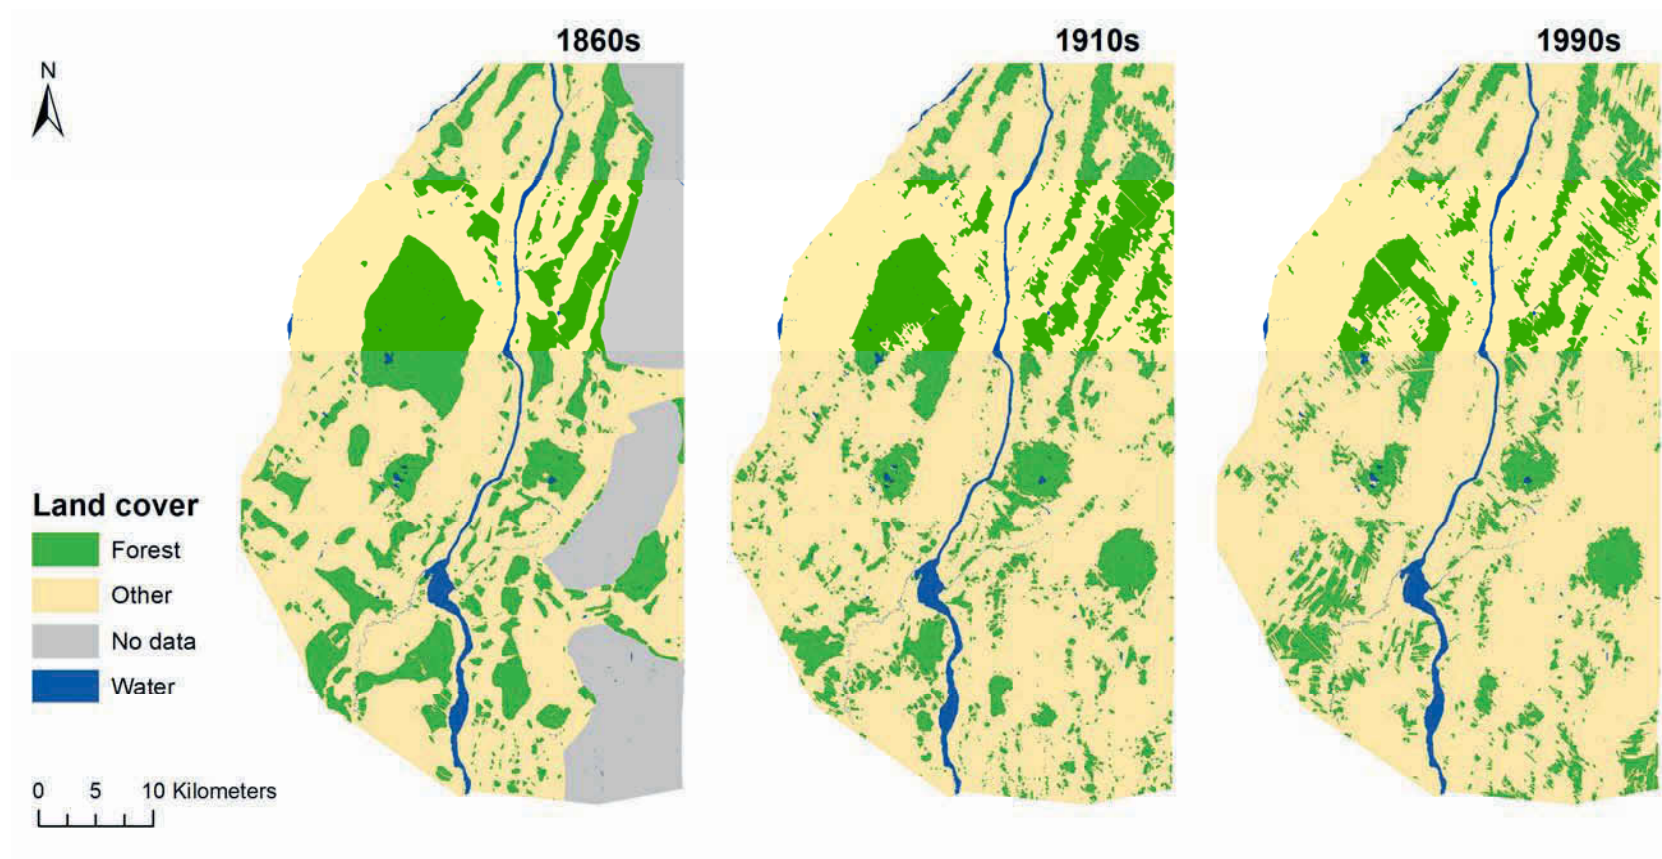 1860s
1910s
1990s
N
Land cover
Forest
Other
No data
Water
0 5 10 Kilometers